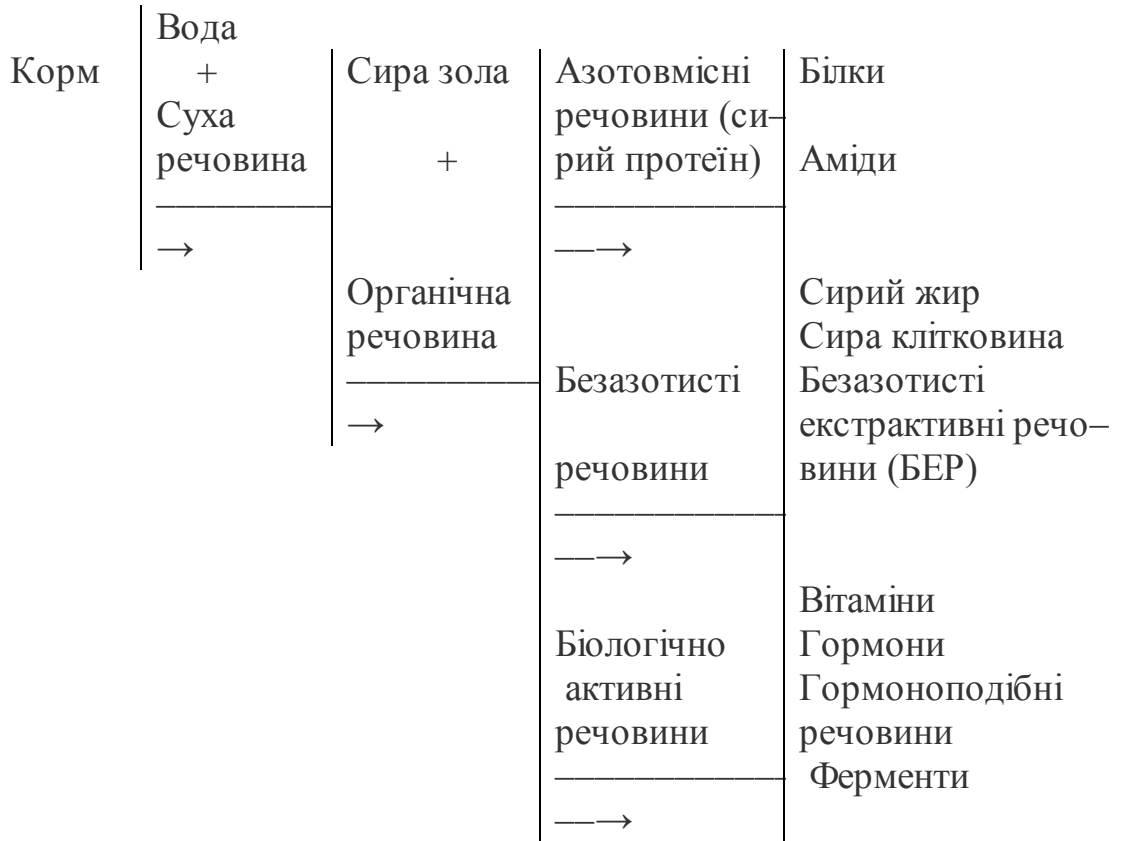 Корм
Вода
+
Суха
речовина
—————————
→
Сира зола
+
Органічна
речовина
——————————
→
Азотовмісні
речовини (си–
рий протеїн)
————————————
——→
Безазотисті
речовини
————————————
——→
Біологічно
активні
речовини
————————————
——→
Білки
Аміди
Сирий жир
Сира клітковина
Безазотисті
екстрактивні речо–
вини (БЕР)
Вітаміни
Гормони
Гормоноподібні
речовини
Ферменти